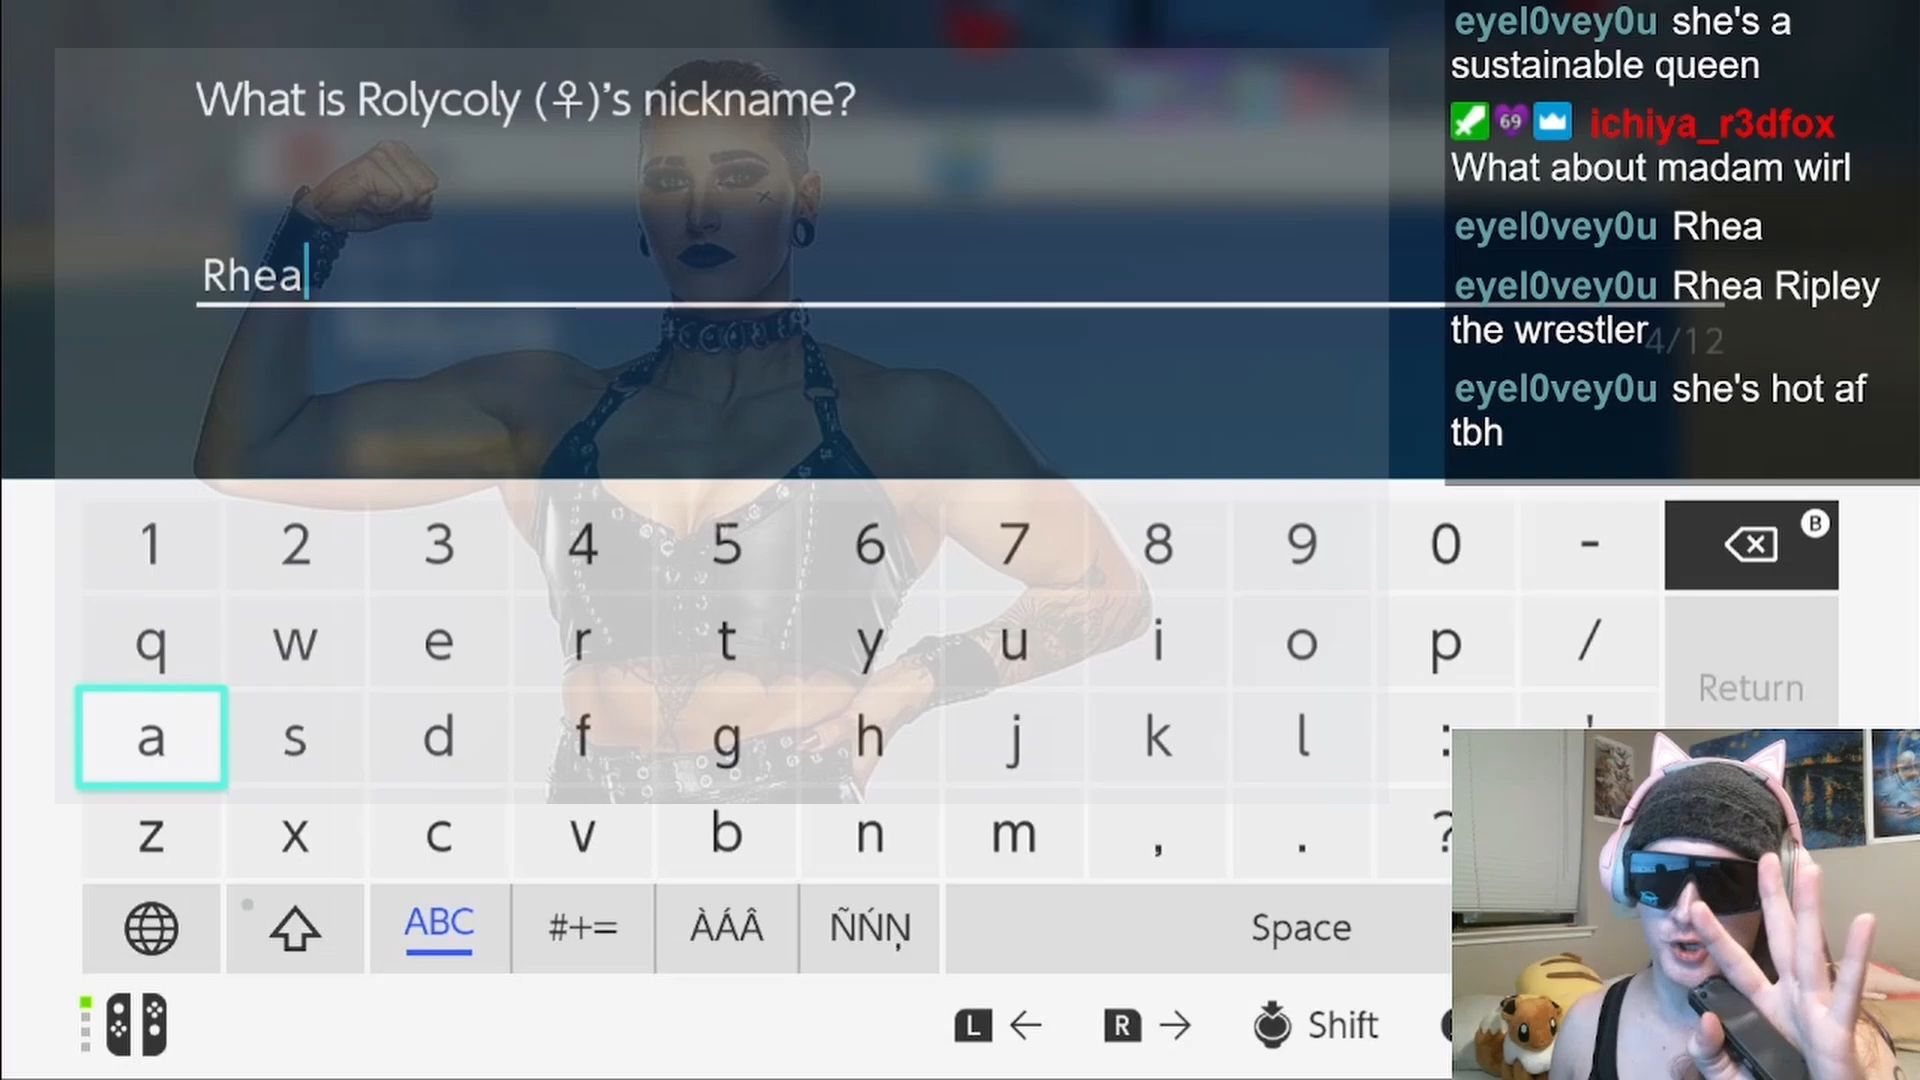 What is Rolycoly (♀)'s nickname?
Rhea
4/12
eyel0vey0u she's a
sustainable queen
69 ichiya_r3dfox
What about madam wirl
eyel0vey0u Rhea
eyel0vey0u Rhea Ripley
the wrestler
eyel0vey0u she's hot af
tbh
1 2 3 4 5 6 7 8 9 0 - B
q w e r t y u i o p /
Return
a s d f g h j k l : '
z x c v b n m , . ?
ABC #+= ÀÁÂ ÑŃŅ Space
L ← R → Shift